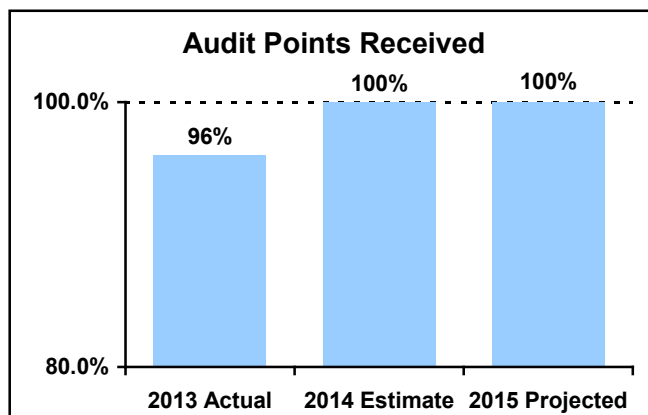 Audit Points Received
100% 100%
100.0%
96%
80.0%
2013 Actual 2014 Estimate 2015 Projected